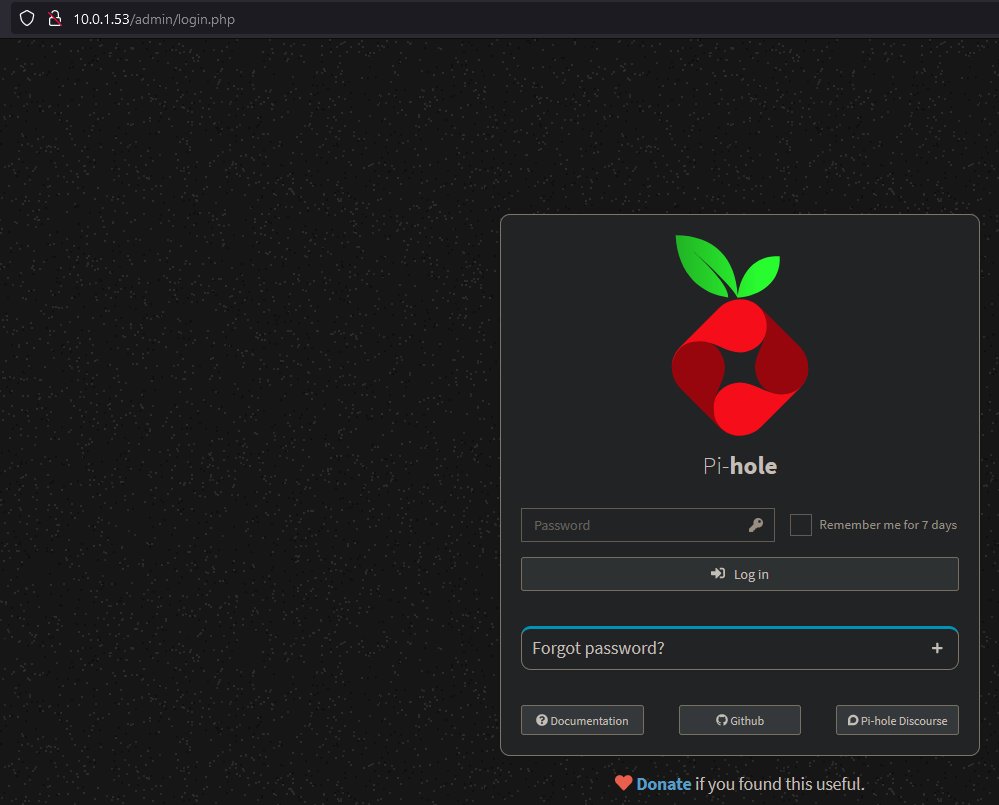 10.0.1.53/admin/login.php
Pi-hole
Password
Remember me for 7 days
Log in
Forgot password?
+
Documentation
Github
Pi-hole Discourse
Donate if you found this useful.